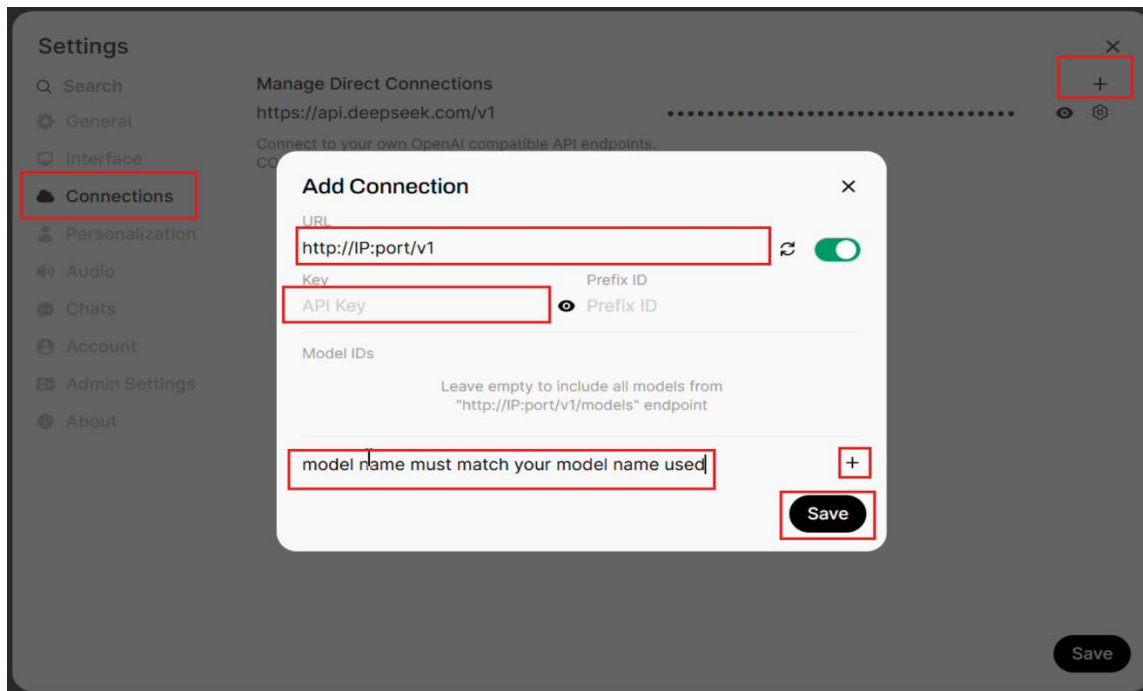 Settings
Search
General
Interface
Connections
Personalization
Audio
Chats
Account
Admin Settings
About
Manage Direct Connections
https://api.deepseek.com/v1
Connect to your own OpenAI compatible API endpoints.
CO
Add Connection
URL
http://IP:port/v1
Key
Prefix ID
API Key
Prefix ID
Model IDs
Leave empty to include all models from
"http://IP:port/v1/models" endpoint
model name must match your model name used
Save
Save